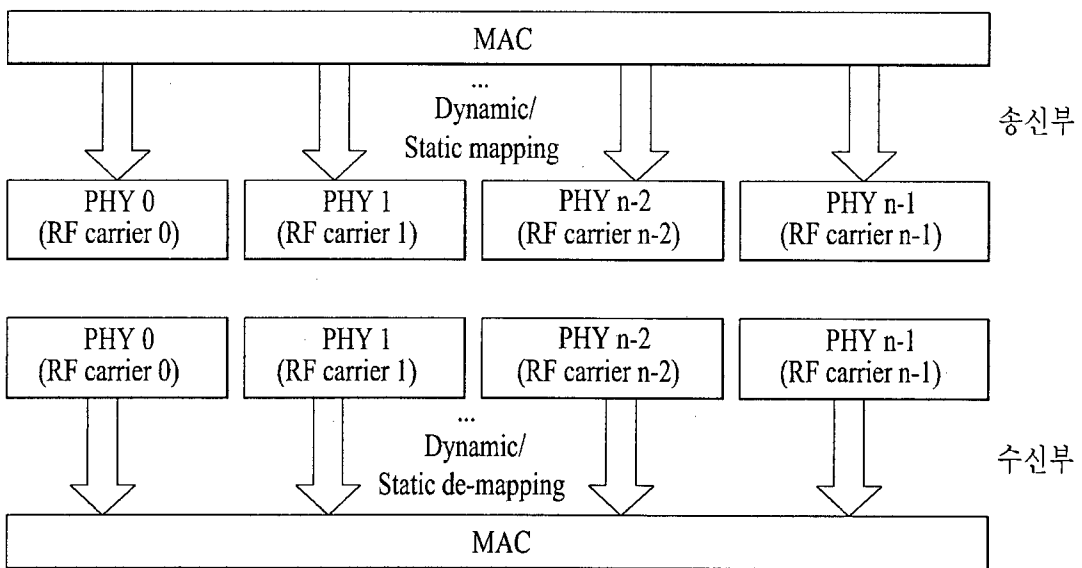 MAC
...
Dynamic/
Static mapping
송신부
PHY 0
(RF carrier 0)
PHY 1
(RF carrier 1)
PHY n-2
(RF carrier n-2)
PHY n-1
(RF carrier n-1)
PHY 0
(RF carrier 0)
PHY 1
(RF carrier 1)
PHY n-2
(RF carrier n-2)
PHY n-1
(RF carrier n-1)
...
Dynamic/
Static de-mapping
수신부
MAC